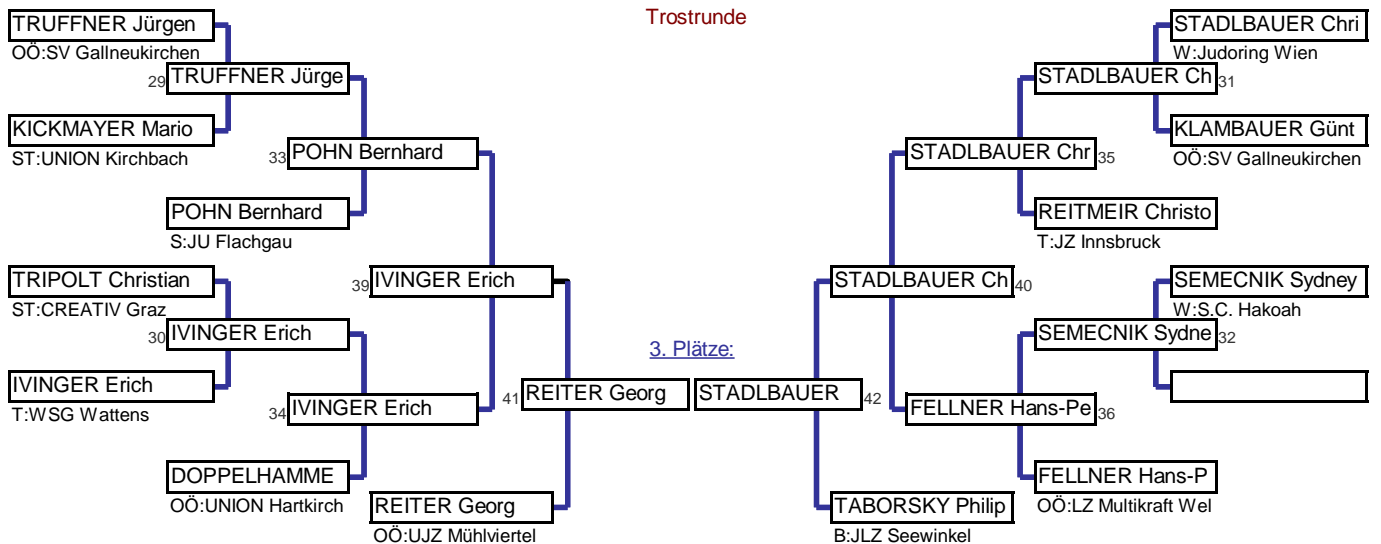 Trostrunde
TRUFFNER Jürgen
OÖ:SV Gallneukirchen
29 TRUFFNER Jürge
KICKMAYER Mario
ST:UNION Kirchbach
33 POHN Bernhard
POHN Bernhard
S:JU Flachgau
TRIPOLT Christian
ST:CREATIV Graz
39 IVINGER Erich
30 IVINGER Erich
IVINGER Erich
T:WSG Wattens
34 IVINGER Erich
41 REITER Georg
DOPPELHAMME
OÖ:UNION Hartkirch
REITER Georg
OÖ:UJZ Mühlviertel
3. Plätze:
STADLBAUER Chri
W:Judoring Wien
STADLBAUER Ch 31
KLAMBAUER Günt
OÖ:SV Gallneukirchen
STADLBAUER Chr 35
REITMEIR Christo
T:JZ Innsbruck
STADLBAUER Ch 40
SEMECNIK Sydney
W:S.C. Hakoah
SEMECNIK Sydne 32
STADLBAUER 42
FELLNER Hans-Pe 36
FELLNER Hans-P
OÖ:LZ Multikraft Wel
TABORSKY Philip
B:JLZ Seewinkel